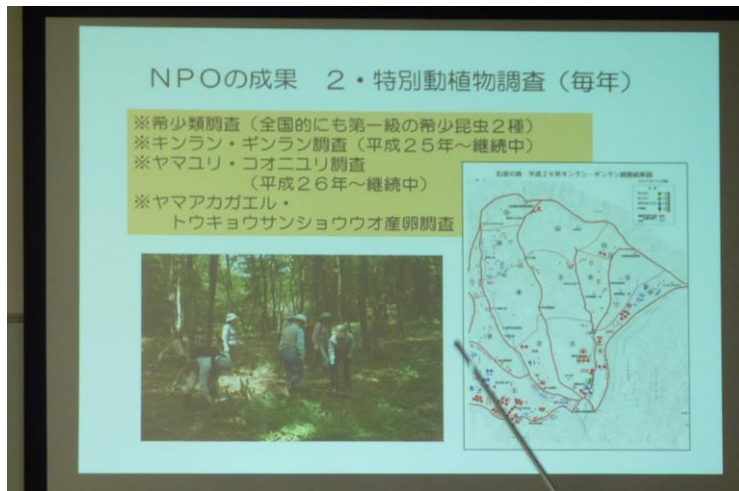 NPOの成果　2・特別動植物調査（毎年）
※希少類調査（全国的にも第一級の希少昆虫2種）
※キンラン・ギンラン調査（平成25年～継続中）
※ヤマユリ・コオニユリ調査
（平成26年～継続中）
※ヤマアカガエル・
トウキョウサンショウウオ産卵調査